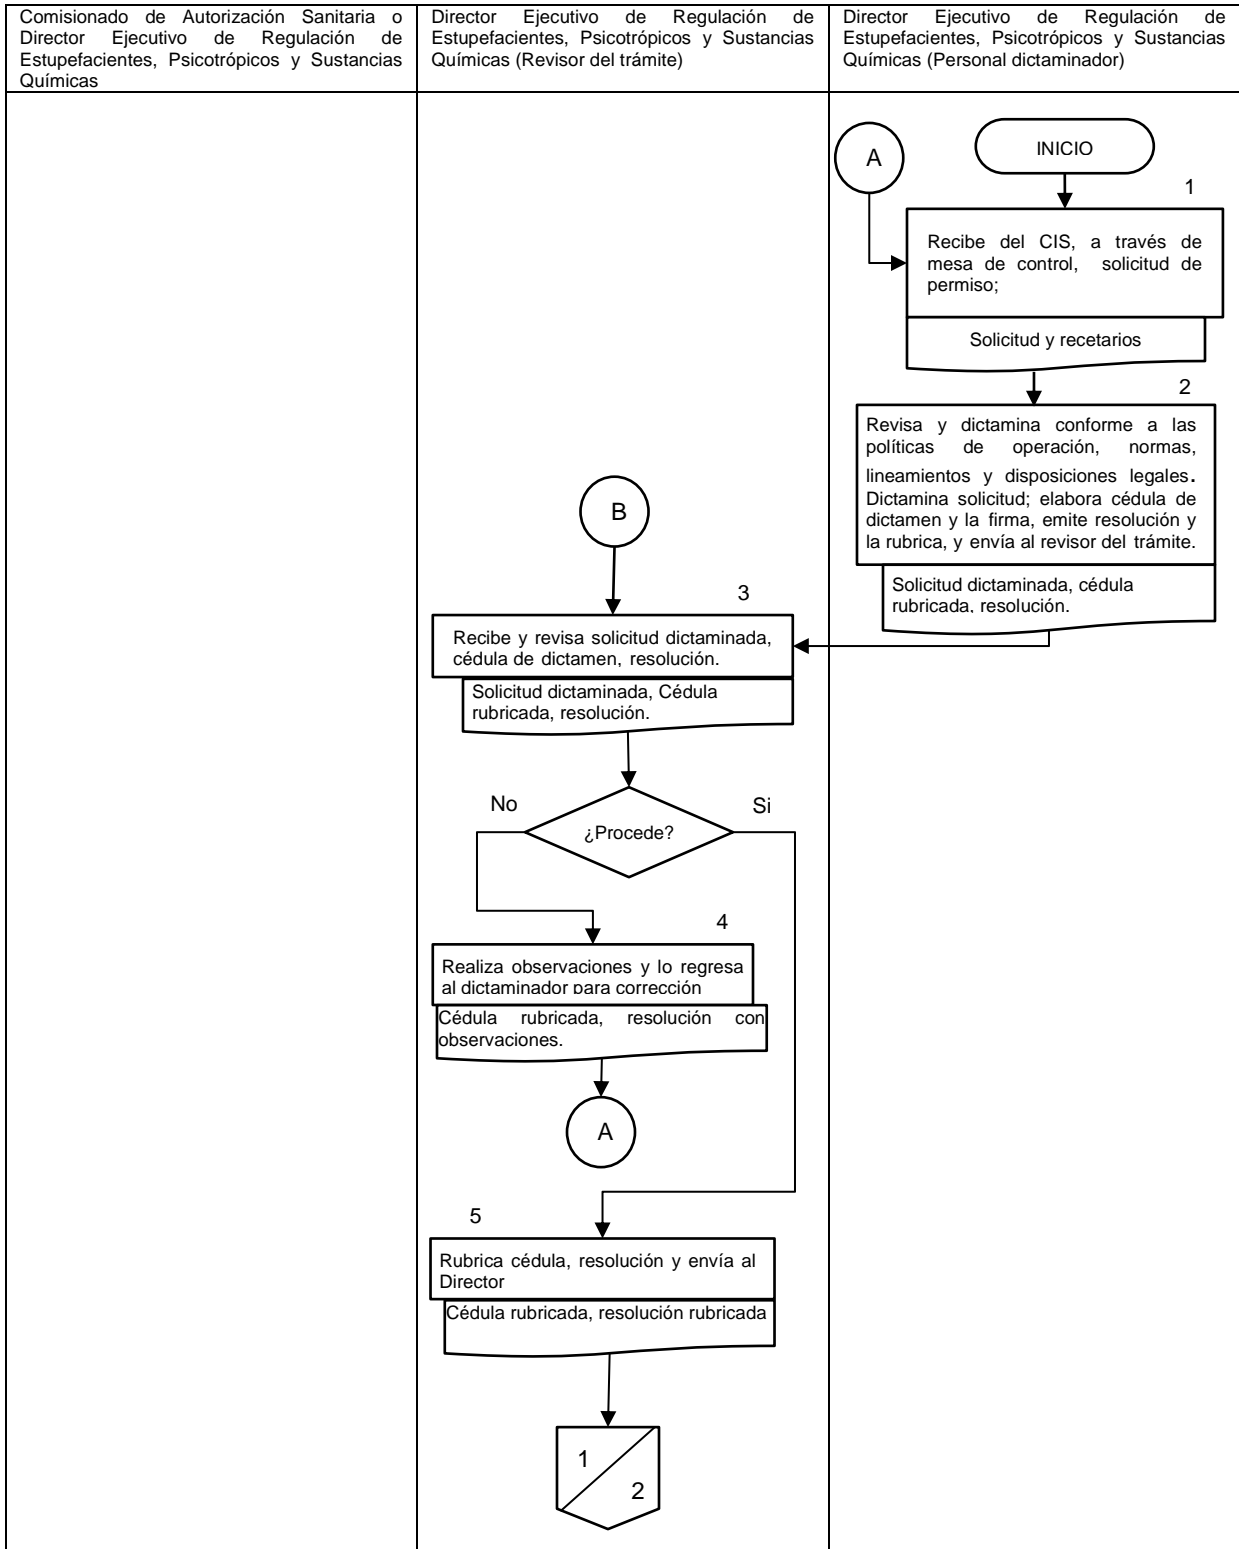 Comisionado de Autorización Sanitaria o
Director Ejecutivo de Regulación de
Estupefacientes, Psicotrópicos y Sustancias
Químicas
Director Ejecutivo de Regulación de
Estupefacientes, Psicotrópicos y Sustancias
Químicas (Revisor del trámite)
Director Ejecutivo de Regulación de
Estupefacientes, Psicotrópicos y Sustancias
Químicas (Personal dictaminador)
A
INICIO
1
Recibe del CIS, a través de
mesa de control, solicitud de
permiso;
Solicitud y recetarios
2
Revisa y dictamina conforme a las
políticas de operación, normas,
lineamientos y disposiciones legales.
Dictamina solicitud; elabora cédula de
dictamen y la firma, emite resolución y
la rubrica, y envía al revisor del trámite.
Solicitud dictaminada, cédula
rubricada, resolución.
B
3
Recibe y revisa solicitud dictaminada,
cédula de dictamen, resolución.
Solicitud dictaminada, Cédula
rubricada, resolución.
No
Si
¿Procede?
4
Realiza observaciones y lo regresa
al dictaminador para corrección
Cédula rubricada, resolución con
observaciones.
A
5
Rubrica cédula, resolución y envía al
Director
Cédula rubricada, resolución rubricada
1
2